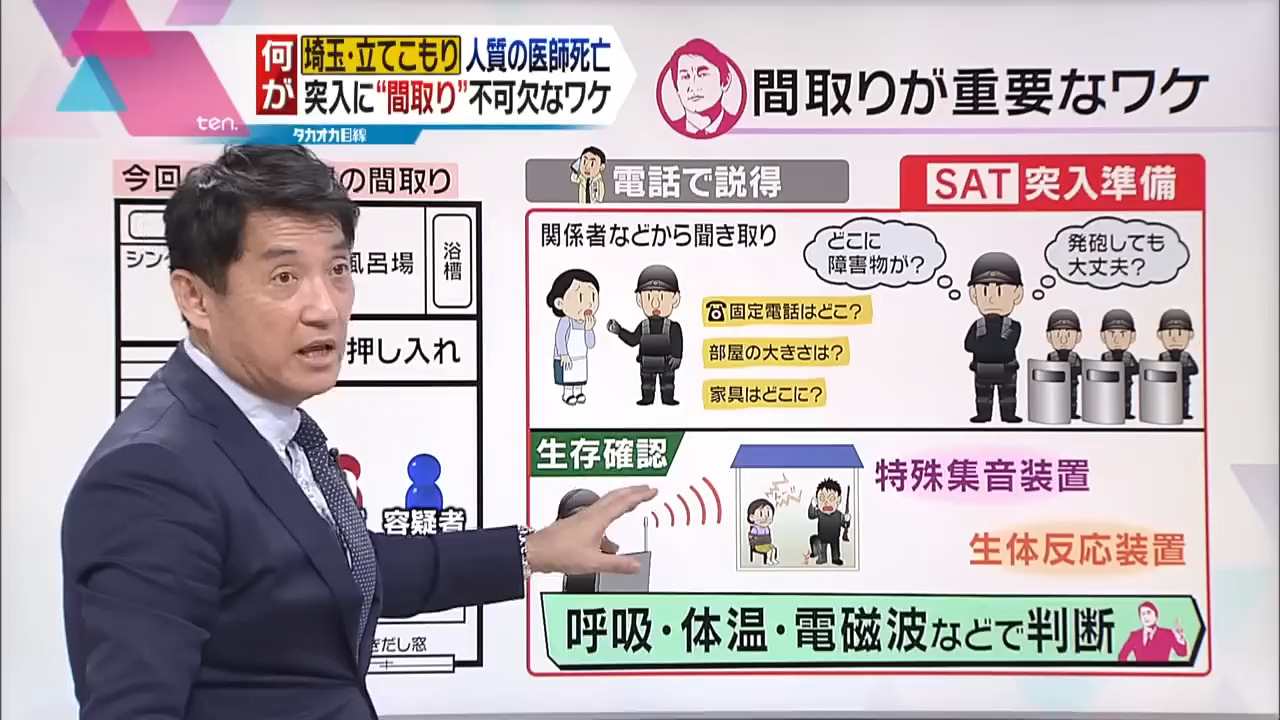 何が
埼玉・立てこもり 人質の医師死亡
突入に“間取り”不可欠なワケ
ten.
タカオカ目線
間取りが重要なワケ
今回の
の間取り
シン
風呂場
浴槽
押し入れ
容疑者
きだし窓
電話で説得
SAT突入準備
関係者などから聞き取り
どこに
障害物が?
発砲しても
大丈夫?
固定電話はどこ?
部屋の大きさは?
家具はどこに?
生存確認
特殊集音装置
生体反応装置
呼吸・体温・電磁波などで判断